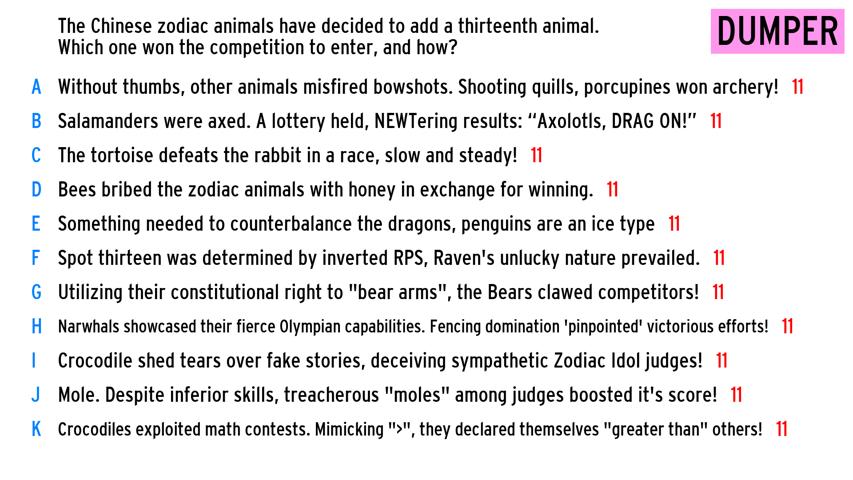 The Chinese zodiac animals have decided to add a thirteenth animal.
Which one won the competition to enter, and how?
DUMPER
A Without thumbs, other animals misfired bowshots. Shooting quills, porcupines won archery! 11
B Salamanders were axed. A lottery held, NEWTering results: “Axolotls, DRAG ON!” 11
C The tortoise defeats the rabbit in a race, slow and steady! 11
D Bees bribed the zodiac animals with honey in exchange for winning. 11
E Something needed to counterbalance the dragons, penguins are an ice type 11
F Spot thirteen was determined by inverted RPS, Raven's unlucky nature prevailed. 11
G Utilizing their constitutional right to "bear arms", the Bears clawed competitors! 11
H Narwhals showcased their fierce Olympian capabilities. Fencing domination 'pinpointed' victorious efforts! 11
I Crocodile shed tears over fake stories, deceiving sympathetic Zodiac Idol judges! 11
J Mole. Despite inferior skills, treacherous "moles" among judges boosted it's score! 11
K Crocodiles exploited math contests. Mimicking ">", they declared themselves "greater than" others! 11